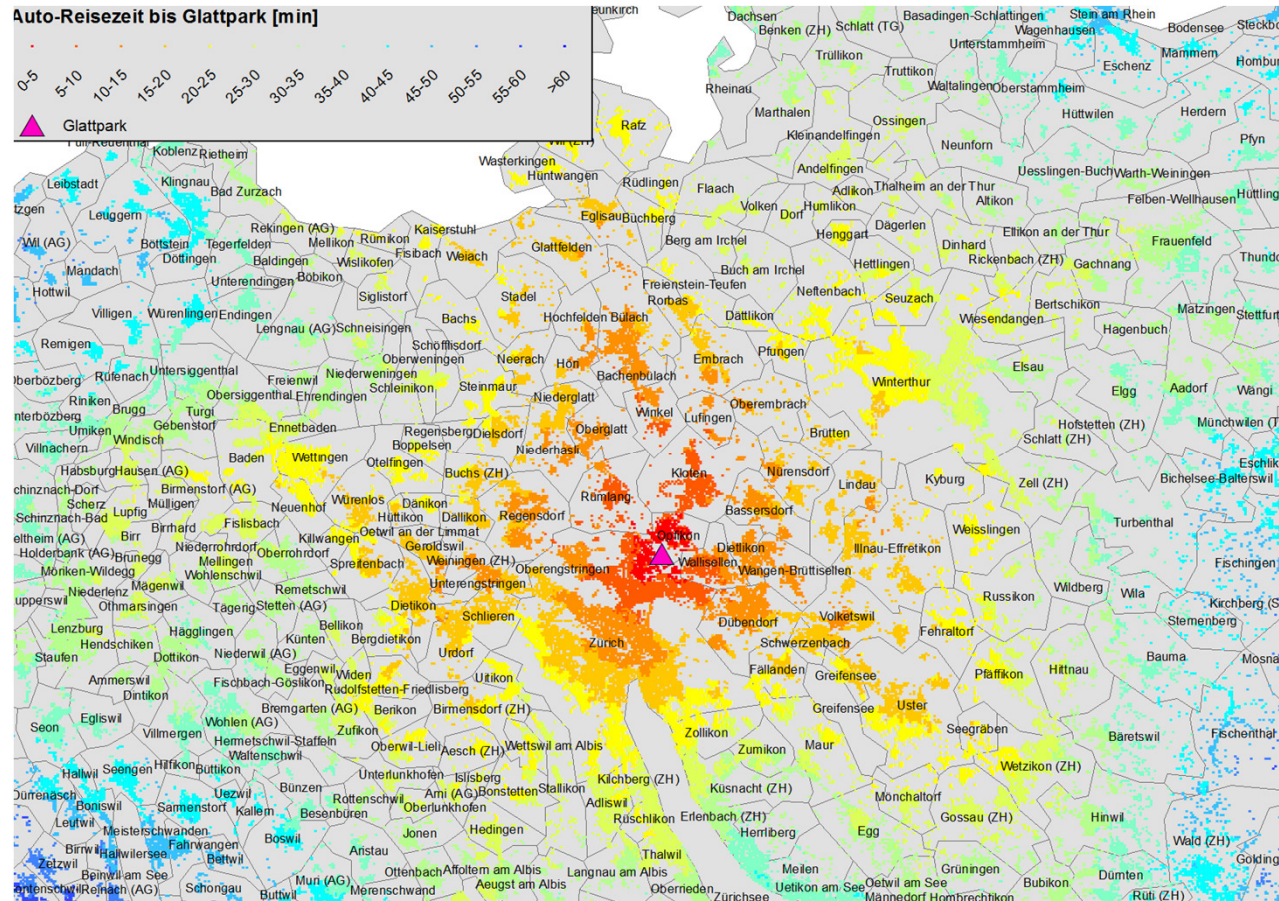 Auto-Reisezeit bis Glattpark [min]
0-5 5-10 10-15 15-20 20-25 25-30 30-35 35-40 40-45 45-50 50-55 55-60 >60
Glattpark
Dachsen Basadingen-Schlattingen Stein am Rhein
Benken (ZH) Schlatt (TG) Wagenhausen Bodensee
Trüllikon Unterstammheim Mammern
Truttikon Eschenz
Rheinau Waltalingen Oberstammheim
Marthalen Ossingen Hüttwilen Herdern
Rafz Kleinandelfingen Neunforn Pfyn
Koblenz Rietheim Wasterkingen Andelfingen
Leibstadt Klingnau Bad Zurzach Hüntwangen Rüdlingen Flaach Adlikon Thalheim an der Thur Uesslingen-Buch Warth-Weiningen
Leuggern Eglisau Buchberg Volken Dorf Humlikon Altikon Felben-Wellhausen
Wil (AG) Böttstein Tegerfelden Rekingen (AG) Mellikon Rümikon Kaiserstuhl Glattfelden Berg am Irchel Henggart Dägerlen Ellikon an der Thur Frauenfeld
Döttingen Baldingen Wislikofen Fisibach Weiach Dinhard Rickenbach (ZH) Gachnang
Mandach Unterendingen Böbikon Buch am Irchel Hettlingen
Hottwil Siglistorf Stadel Freienstein-Teufen Neftenbach Seuzach Bertschikon
Villigen Würenlingen Endingen Bachs Hochfelden Bülach Rorbas Dättlikon Wiesendangen Hagenbuch Matzingen
Remigen Lengnau (AG) Schneisingen Schöfflisdorf Neerach Embrach Pfungen Elsau
Rüfenach Untersiggenthal Oberweningen Höri Bachenbülach
Riniken Freienwil Niederweningen Schleinikon Steinmaur Winterthur Elgg Aadorf
Brugg Obersiggenthal Ehrendingen Niederglatt Winkel Lufingen Oberembrach
Umiken Turgi Gebenstorf Ennetbaden Regensberg Dielsdorf Oberglatt Brütten Hofstetten (ZH)
Villnachern Windisch Boppelsen Niederhasli Schlatt (ZH)
Habsburg Hausen (AG) Baden Wettingen Otelfingen Buchs (ZH) Kloten Nürensdorf Lindau Kyburg Zell (ZH) Bichelsee-Balterswil
Scherz Birmenstorf (AG) Würenlos Dänikon Rümlang Bassersdorf
Schinznach-Bad Lupfig Mülligen Neuenhof Hüttikon Dällikon Regensdorf Weisslingen Turbenthal
Birr Birrhard Fislisbach Killwangen Oetwil an der Limmat Opfikon
Holderbank (AG) Brunegg Niederrohrdorf Oberrohrdorf Geroldswil Dietlikon Illnau-Effretikon
Möriken-Wildegg Mellingen Wohlenschwil Spreitenbach Weiningen (ZH) Oberengstringen Wallisellen Wangen-Brüttisellen Fischingen
Niederlenz Mägenwil Remetschwil Unterengstringen Wildberg Wila
Othmarsingen Tägerig Stetten (AG) Dietikon Schlieren Russikon
Lenzburg Hendschiken Hägglingen Bellikon Dübendorf Volketswil Fehraltorf Sternenberg
Staufen Dottikon Niederwil (AG) Künten Bergdietikon Urdorf Zürich Schwerzenbach Bauma
Ammerswil Eggenwil Widen Uitikon Fällanden Greifensee Pfäffikon Hittnau
Dintikon Fischbach-Göslikon Rudolfstetten-Friedlisberg
Egliswil Wohlen (AG) Bremgarten (AG) Berikon Birmensdorf (ZH) Greifensee Uster
Seon Villmergen Zufikon Zollikon Seegräben Bäretswil Fischenthal
Hermetschwil-Staffeln Oberwil-Lieli Aesch (ZH) Wettswil am Albis Zumikon Maur
Hallwil Seengen Hilfikon Büttikon Waltenschwil Unterlunkhofen Islisberg Kilchberg (ZH) Wetzikon (ZH)
Dürrenäsch Boniswil Uezwil Bünzen Rottenschwil Arni (AG) Bonstetten Stallikon Küsnacht (ZH) Mönchaltorf
Leutwil Sarmenstorf Kallern Besenbüren Oberlunkhofen Adliswil
Meisterschwanden Boswil Jonen Hedingen Rüschlikon Erlenbach (ZH) Egg Gossau (ZH) Hinwil
Birrwil Hallwilersee Fahrwangen Bettwil Aristau Thalwil Herrliberg Wald (ZH)
Zetzwil Beinwil am See Ottenbach Affoltern am Albis Langnau am Albis Meilen Grüningen Dürnten
Reinach (AG) Schongau Buttwil Muri (AG) Merenschwand Aeugst am Albis Oberrieden Zürichsee Uetikon am See Oetwil am See Männedorf Hombrechtikon Bubikon Rüti (ZH)